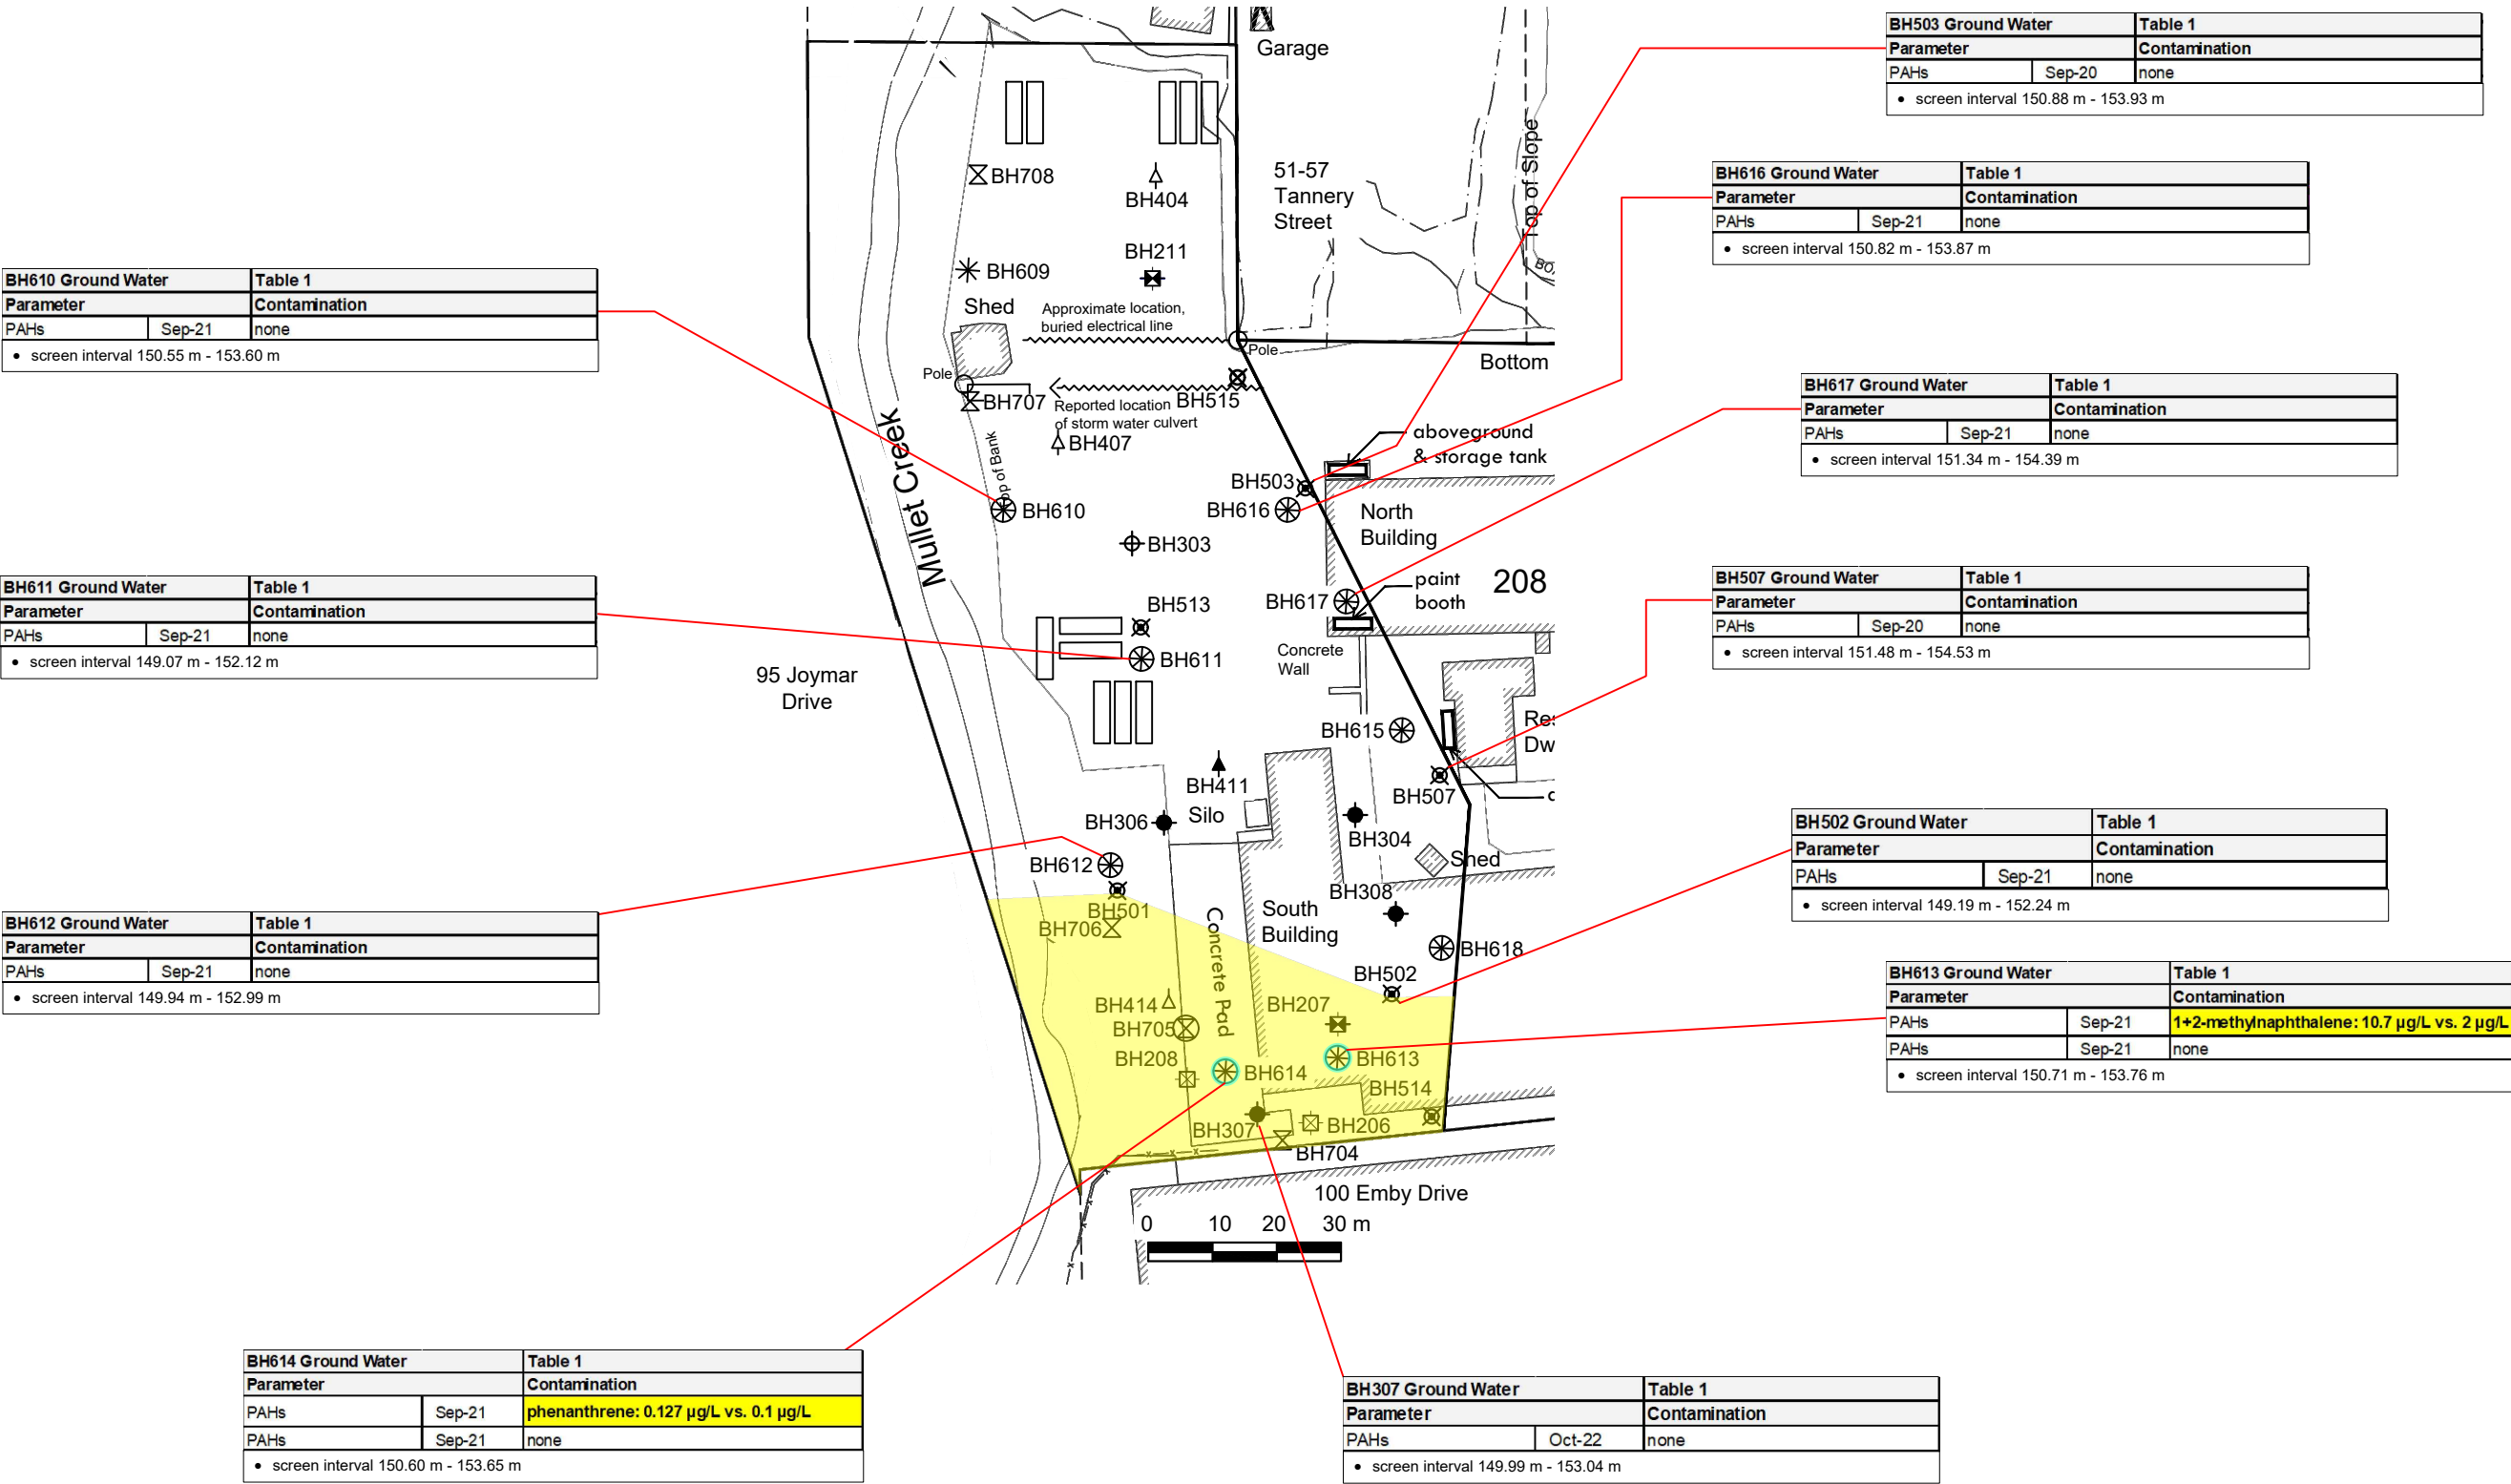 Garage
BH503 Ground Water Table 1
Parameter Contamination
PAHs Sep-20 none
• screen interval 150.88 m - 153.93 m
Top of Slope
51-57
Tannery
Street
BH708
BH404
BH616 Ground Water Table 1
Parameter Contamination
PAHs Sep-21 none
• screen interval 150.82 m - 153.87 m
BH211
BH609
Shed
Approximate location,
buried electrical line
BO
Pole
Bottom
BH610 Ground Water Table 1
Parameter Contamination
PAHs Sep-21 none
• screen interval 150.55 m - 153.60 m
Pole
BH707
Reported location
of storm water culvert
BH515
BH407
BH617 Ground Water Table 1
Parameter Contamination
PAHs Sep-21 none
• screen interval 151.34 m - 154.39 m
aboveground
& storage tank
Mullet Creek
Top of Bank
BH503
BH610
BH616
North
Building
BH303
BH611 Ground Water Table 1
Parameter Contamination
PAHs Sep-21 none
• screen interval 149.07 m - 152.12 m
BH513
BH617
paint
booth
208
BH507 Ground Water Table 1
Parameter Contamination
PAHs Sep-20 none
• screen interval 151.48 m - 154.53 m
BH611
Concrete
Wall
95 Joymar
Drive
BH615
Res
Dw
BH411
Silo
BH507
BH306
BH304
Shed
BH502 Ground Water Table 1
Parameter Contamination
PAHs Sep-21 none
• screen interval 149.19 m - 152.24 m
BH612
BH308
BH501
BH706
Concrete Pad
South
Building
BH618
BH612 Ground Water Table 1
Parameter Contamination
PAHs Sep-21 none
• screen interval 149.94 m - 152.99 m
BH502
BH414
BH207
BH705
BH613 Ground Water Table 1
Parameter Contamination
PAHs Sep-21 1+2-methylnaphthalene: 10.7 µg/L vs. 2 µg/L
PAHs Sep-21 none
• screen interval 150.71 m - 153.76 m
BH208
BH614
BH613
BH514
BH307
BH206
BH704
100 Emby Drive
0 10 20 30 m
BH614 Ground Water Table 1
Parameter Contamination
PAHs Sep-21 phenanthrene: 0.127 µg/L vs. 0.1 µg/L
PAHs Sep-21 none
• screen interval 150.60 m - 153.65 m
BH307 Ground Water Table 1
Parameter Contamination
PAHs Oct-22 none
• screen interval 149.99 m - 153.04 m